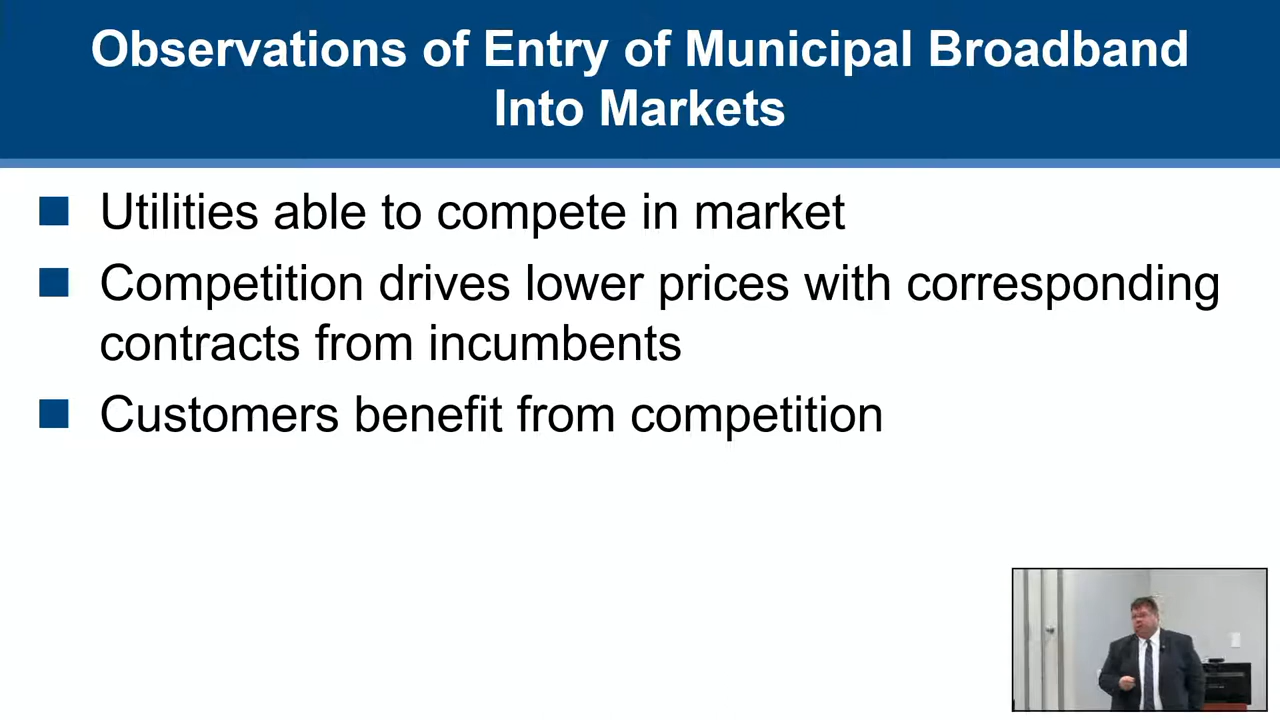 Observations of Entry of Municipal Broadband
Into Markets
Utilities able to compete in market
Competition drives lower prices with corresponding
contracts from incumbents
Customers benefit from competition